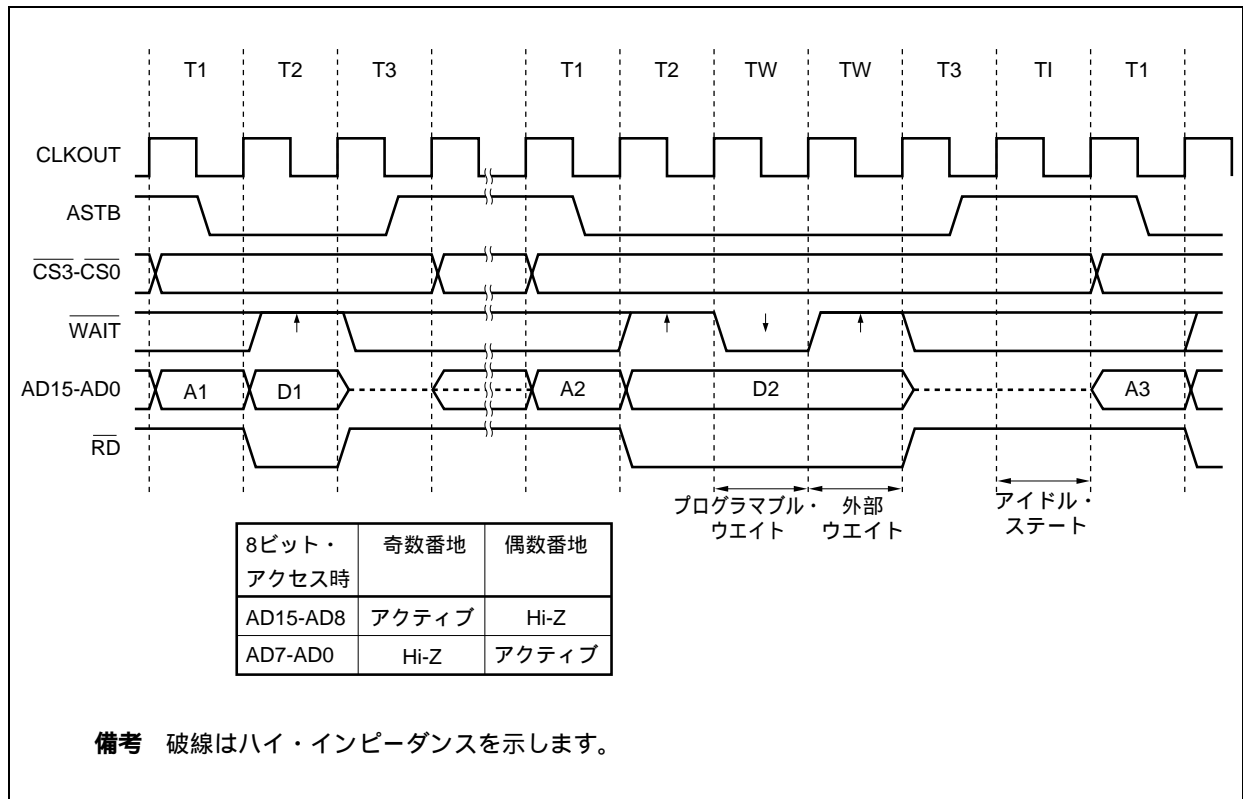 T1 T2 T3 T1 T2 TW TW T3 TI T1
CLKOUT
ASTB
CS3-CS0
WAIT
AD15-AD0 A1 D1 A2 D2 A3
RD
プログラマブル・ 外部 アイドル・
ウエイト ウエイト ステート
8ビット・ 奇数番地 偶数番地
アクセス時
AD15-AD8 アクティブ Hi-Z
AD7-AD0 Hi-Z アクティブ
備考 破線はハイ・インピーダンスを示します。